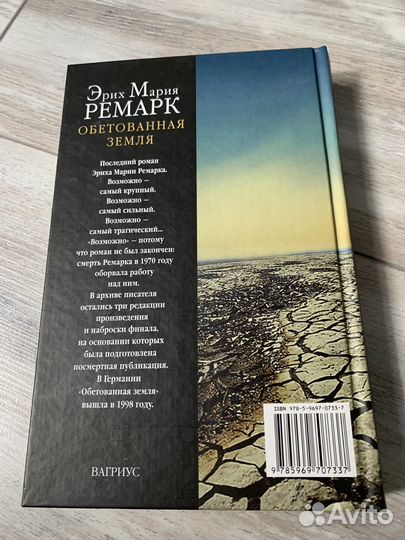 Эрих Мария
РЕМАРК
ОБЕТОВАННАЯ
ЗЕМЛЯ
Последний роман
Эриха Марии Ремарка.
Возможно —
самый крупный.
Возможно —
самый сильный.
Возможно —
самый трагический...
«Возможно» — потому
что роман не был закончен:
смерть Ремарка в 1970 году
оборвала работу
над ним.
В архиве писателя
остались три редакции
произведения
и наброски финала,
на основании которых
была подготовлена
посмертная публикация.
В Германии
«Обетованная земля»
вышла в 1998 году.
ВАГРИУС
ISBN 978-5-9697-0733-7
9 785969 707337
Avito